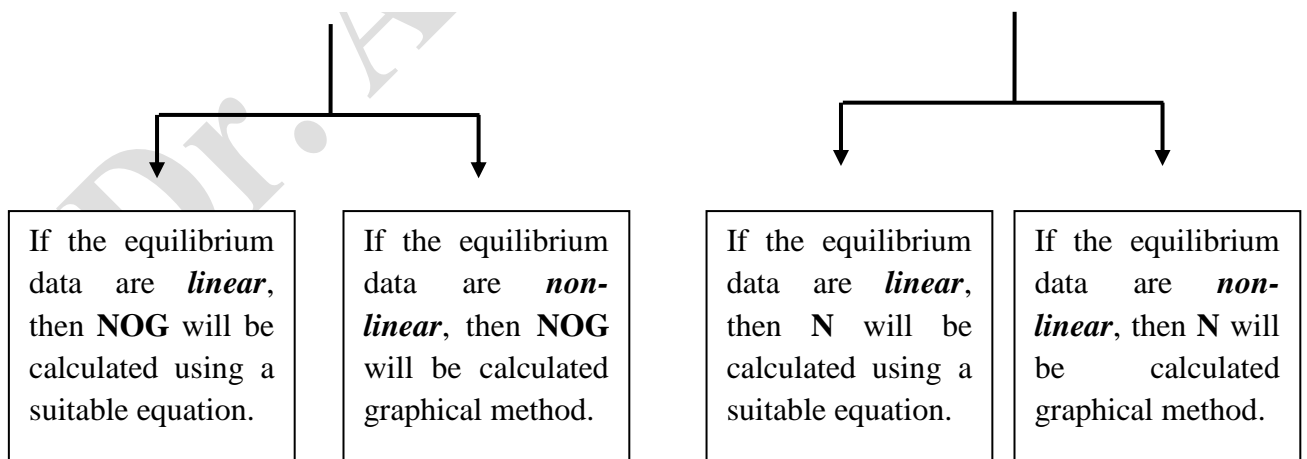 Dr. A
If the equilibrium
data are linear,
then NOG will be
calculated using a
suitable equation.
If the equilibrium
data are non-
linear, then NOG
will be calculated
graphical method.
If the equilibrium
data are linear,
then N will be
calculated using a
suitable equation.
If the equilibrium
data are non-
linear, then N will
be calculated
graphical method.